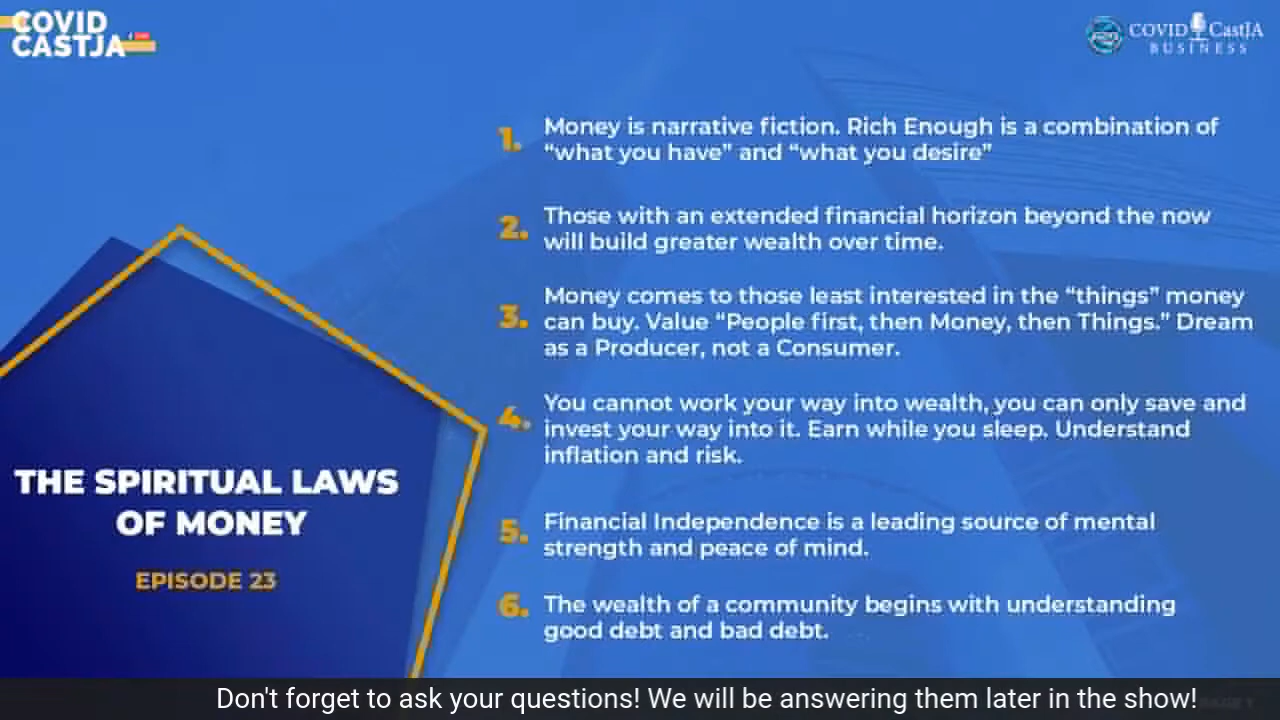 COVID
CASTJA
COVID CastJA
BUSINESS
1. Money is narrative fiction. Rich Enough is a combination of
“what you have” and “what you desire”
2. Those with an extended financial horizon beyond the now
will build greater wealth over time.
3. Money comes to those least interested in the “things” money
can buy. Value “People first, then Money, then Things.” Dream
as a Producer, not a Consumer.
4. You cannot work your way into wealth, you can only save and
invest your way into it. Earn while you sleep. Understand
inflation and risk.
5. Financial Independence is a leading source of mental
strength and peace of mind.
6. The wealth of a community begins with understanding
good debt and bad debt.
THE SPIRITUAL LAWS
OF MONEY
EPISODE 23
Don't forget to ask your questions! We will be answering them later in the show!